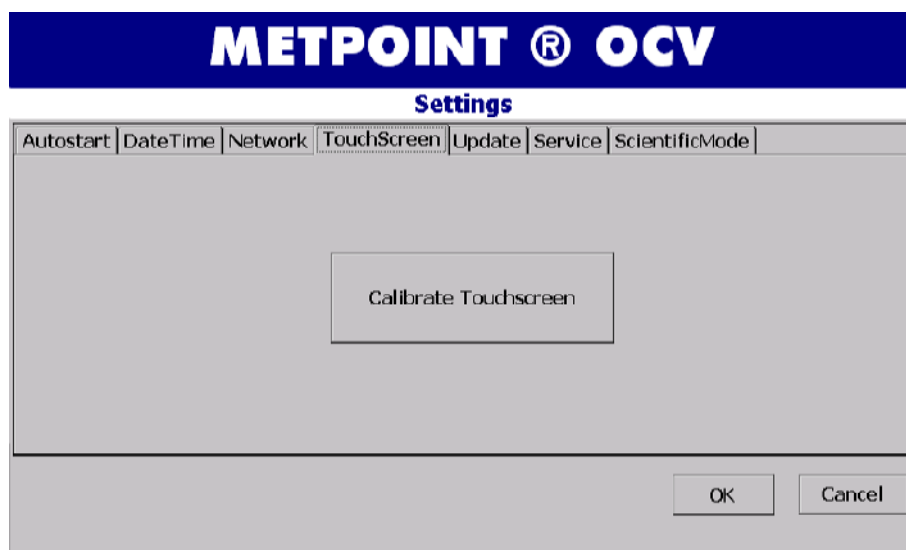 METPOINT ® OCV
Settings
Autostart DateTime Network TouchScreen Update Service ScientificMode
Calibrate Touchscreen
OK Cancel